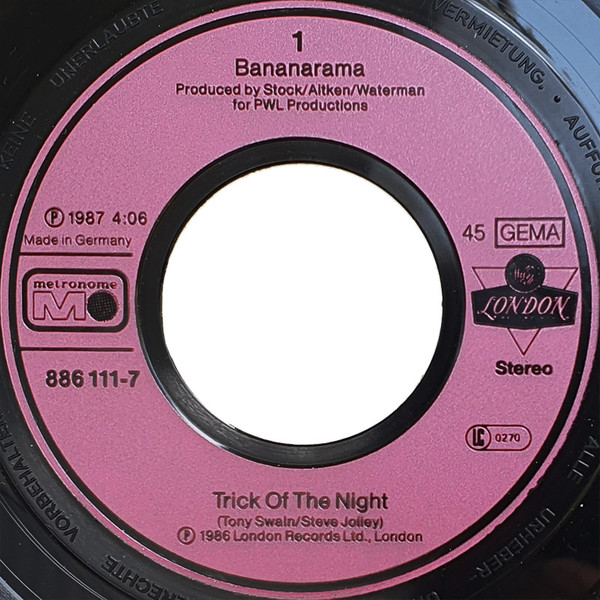 1
Bananarama
Produced by Stock/Aitken/Waterman
for PWL Productions
Ⓟ 1987 4:06
Made in Germany
45 GEMA
metronome
M
LONDON
Stereo
886 111-7
LC 0270
Trick Of The Night
(Tony Swain/Steve Jolley)
Ⓟ 1986 London Records Ltd., London
KEINE UNERLAUBTE
VERMIETUNG.
ALLE URHEBER-
VORBEHALTEN